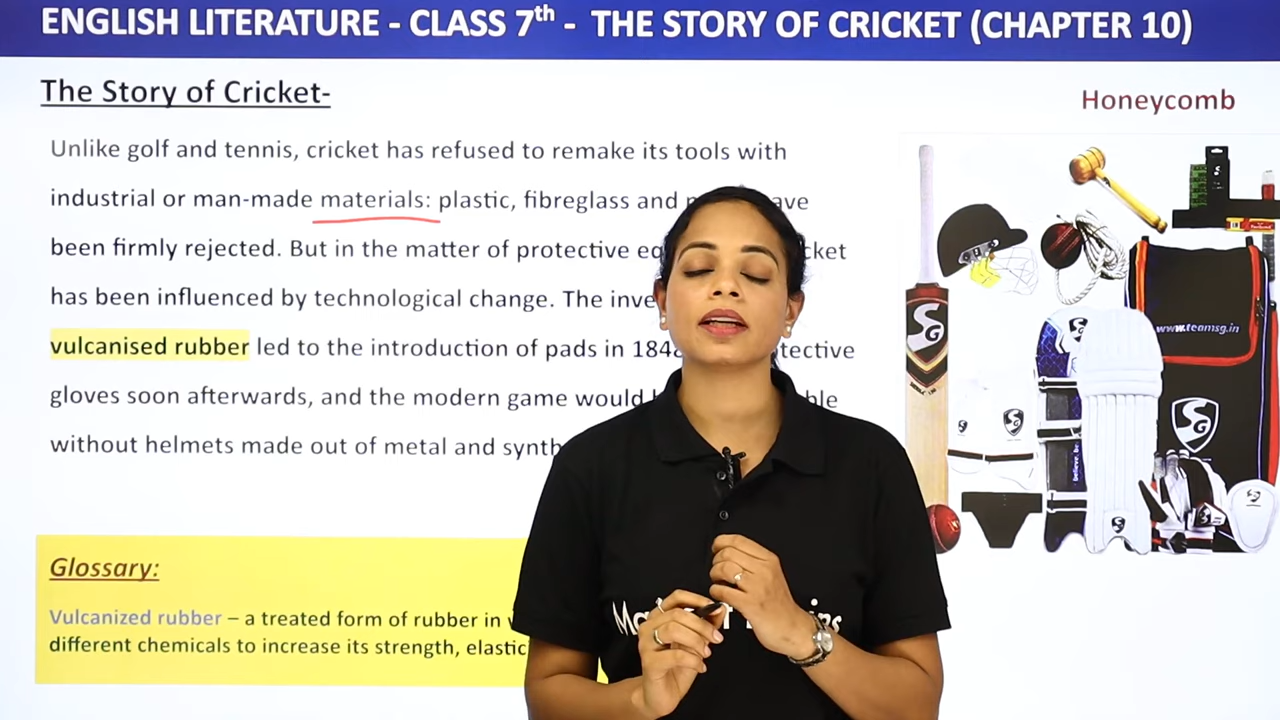 ENGLISH LITERATURE - CLASS 7th - THE STORY OF CRICKET (CHAPTER 10)
The Story of Cricket-
Honeycomb
Unlike golf and tennis, cricket has refused to remake its tools with
industrial or man-made materials: plastic, fibreglass and
been firmly rejected. But in the matter of protective
has been influenced by technological change. The
vulcanised rubber led to the introduction of pads in
gloves soon afterwards, and the modern game would
without helmets made out of metal and
Glossary:
Vulcanized rubber – a treated form of rubber in
different chemicals to increase its strength,
www.teamsg.in
SG
SG
SG